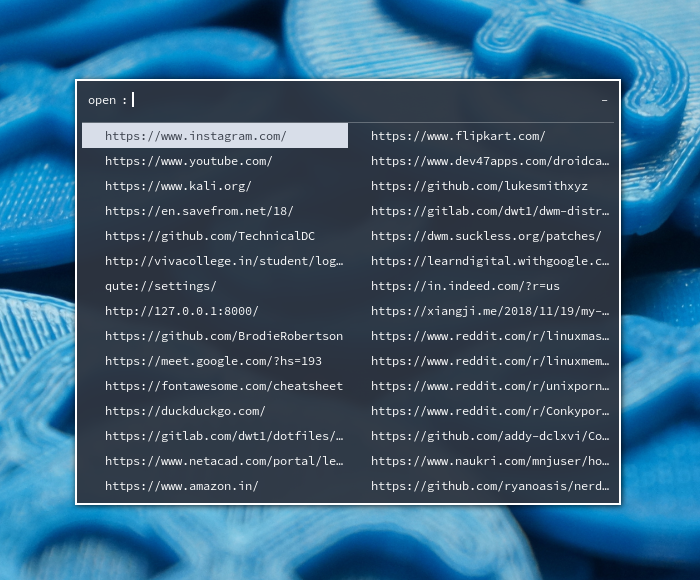 open : –
https://www.instagram.com/
https://www.youtube.com/
https://www.kali.org/
https://en.savefrom.net/18/
https://github.com/TechnicalDC
http://vivacollege.in/student/log…
qute://settings/
http://127.0.0.1:8000/
https://github.com/BrodieRobertson
https://meet.google.com/?hs=193
https://fontawesome.com/cheatsheet
https://duckduckgo.com/
https://gitlab.com/dwt1/dotfiles/…
https://www.netacad.com/portal/le…
https://www.amazon.in/
https://www.flipkart.com/
https://www.dev47apps.com/droidca…
https://github.com/lukesmithxyz
https://gitlab.com/dwt1/dwm-distr…
https://dwm.suckless.org/patches/
https://learndigital.withgoogle.c…
https://in.indeed.com/?r=us
https://xiangji.me/2018/11/19/my-…
https://www.reddit.com/r/linuxmas…
https://www.reddit.com/r/linuxmem…
https://www.reddit.com/r/unixporn…
https://www.reddit.com/r/Conkypor…
https://github.com/addy-dclxvi/Co…
https://www.naukri.com/mnjuser/ho…
https://github.com/ryanoasis/nerd…